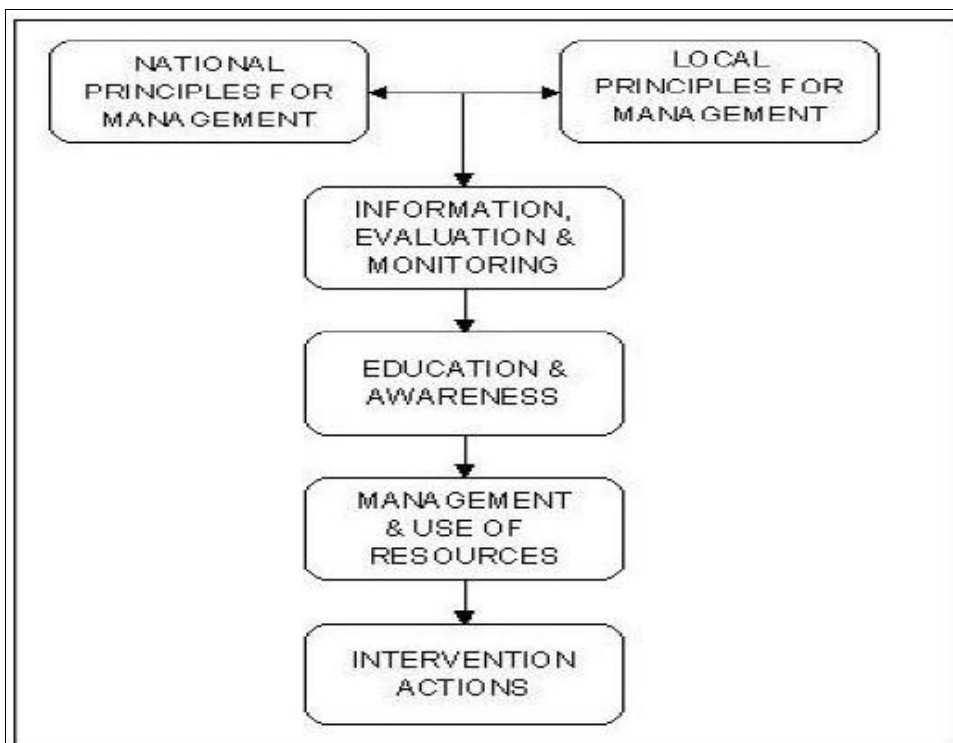 NATIONAL
PRINCIPLES FOR
MANAGEMENT
LOCAL
PRINCIPLES FOR
MANAGEMENT
INFORMATION,
EVALUATION &
MONITORING
EDUCATION &
AWARENESS
MANAGEMENT
& USE OF
RESOURCES
INTERVENTION
ACTIONS